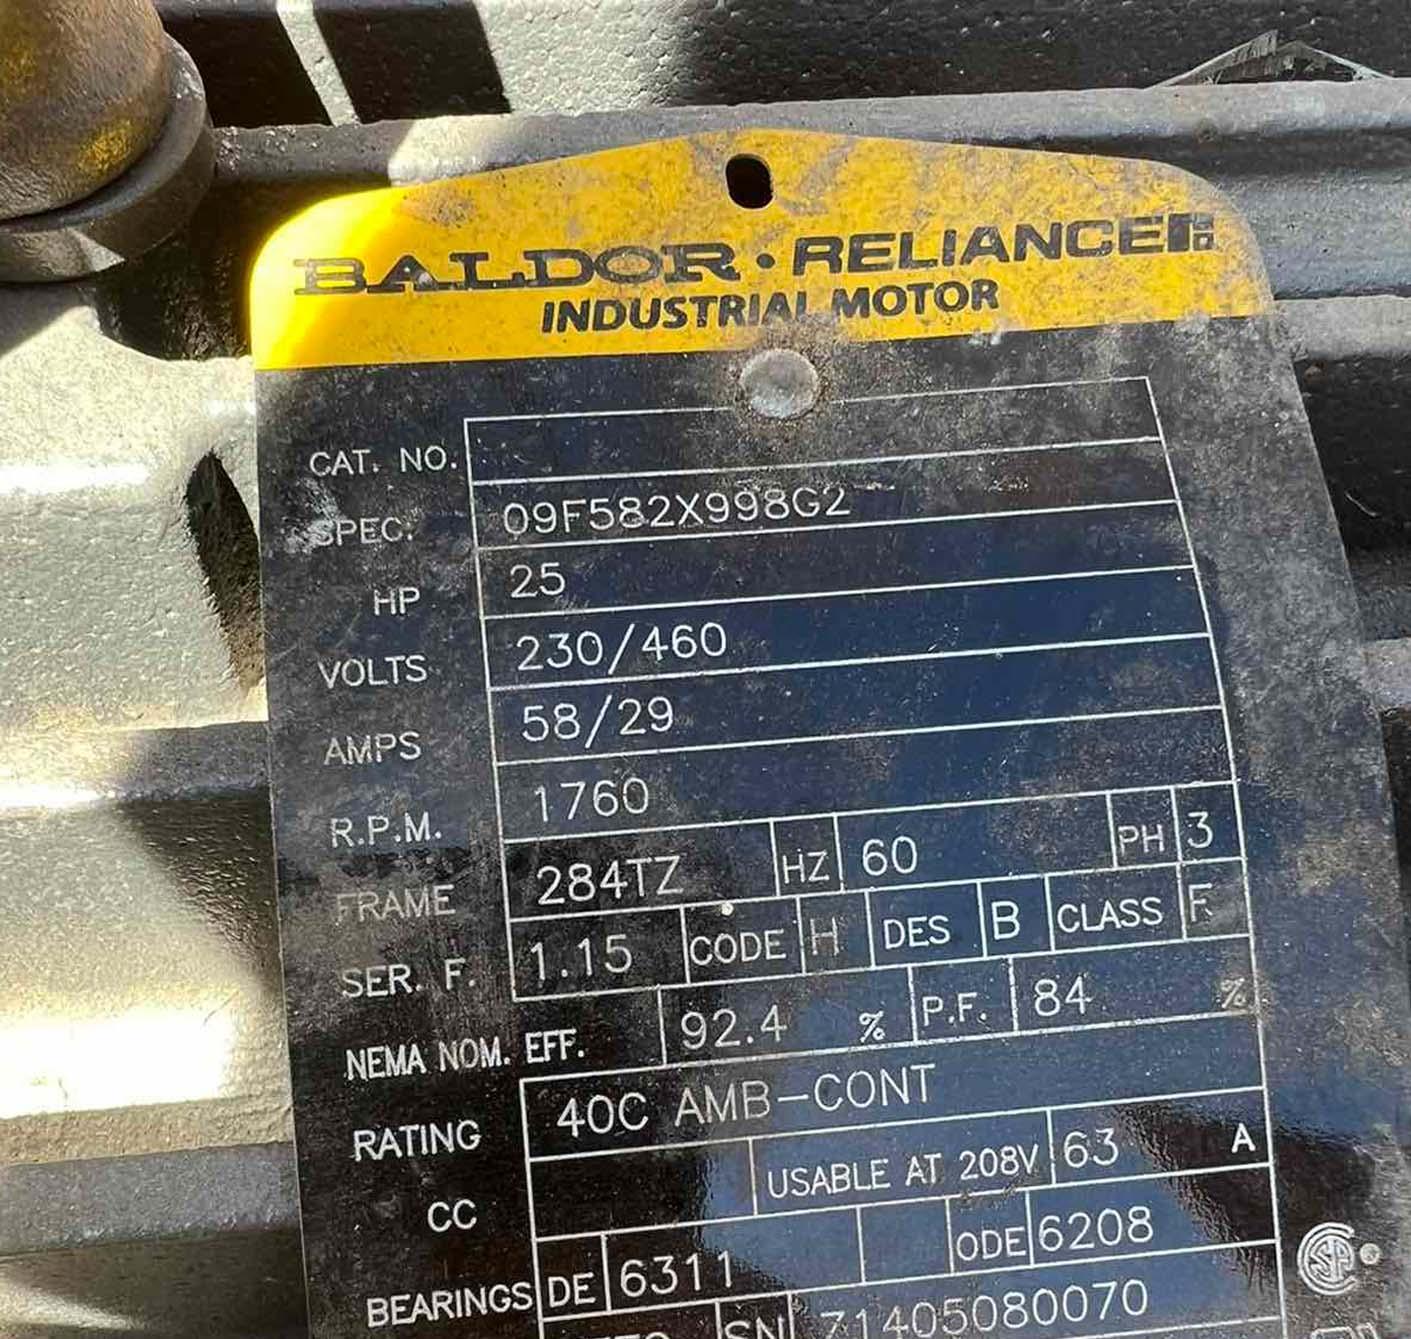 BALDOR · RELIANCE
INDUSTRIAL MOTOR
CAT. NO.
SPEC. 09F582X998G2
HP 25
VOLTS 230/460
AMPS 58/29
R.P.M. 1760
FRAME 284TZ HZ 60 PH 3
SER. F. 1.15 CODE H DES B CLASS F
NEMA NOM. EFF. 92.4 % P.F. 84 %
RATING 40C AMB-CONT
CC USABLE AT 208V 63 A
BEARINGS DE 6311 ODE 6208
SN Z1405080070